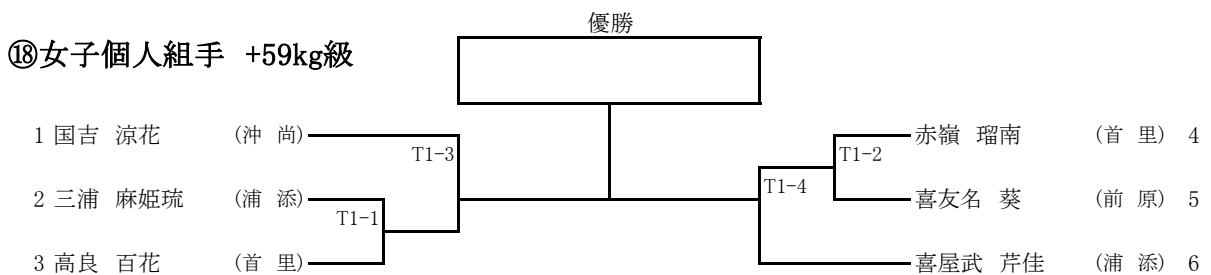 優勝
⑱女子個人組手 +59kg級
1 国吉 涼花 (沖 尚) 赤嶺 瑠南 (首 里) 4
T1-3 T1-2
T1-4
2 三浦 麻姫琉 (浦 添) 喜友名 葵 (前 原) 5
T1-1
3 高良 百花 (首 里) 喜屋武 芹佳 (浦 添) 6